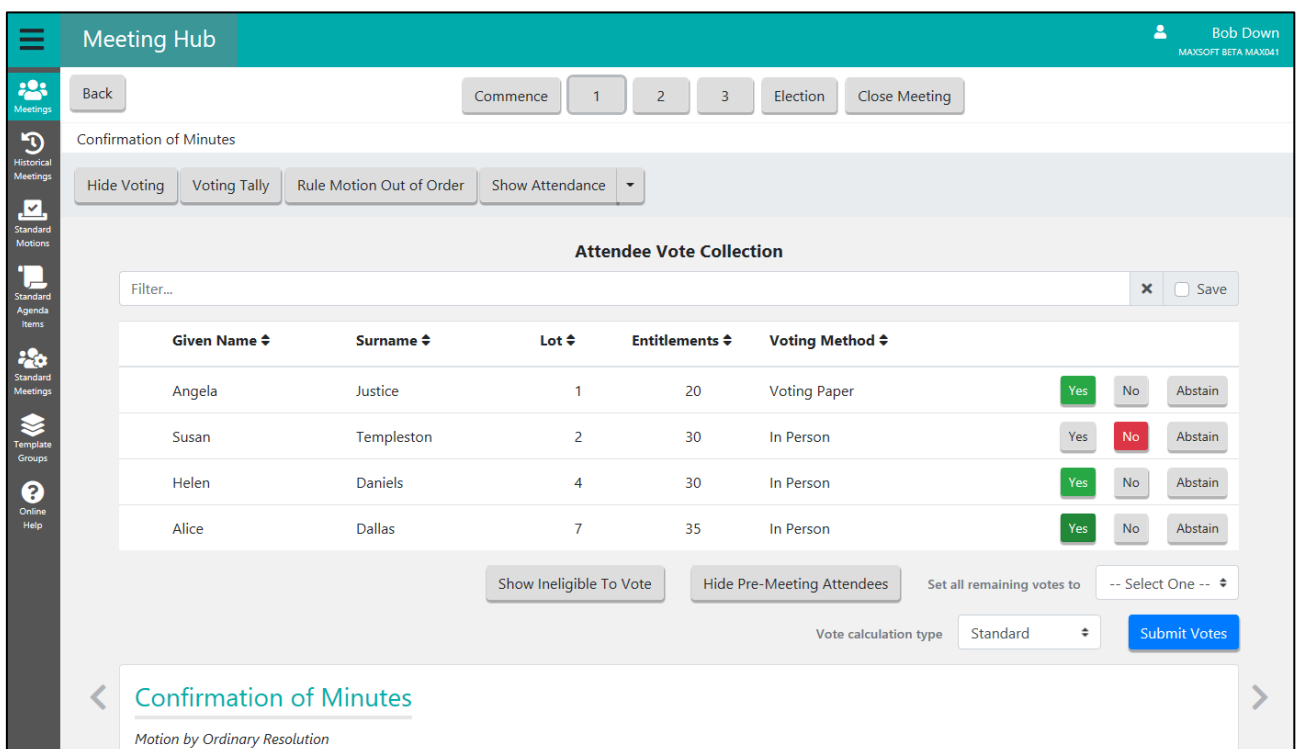 Meeting Hub
Bob Down
MAXSOFT BETA MAX041
Meetings
Historical
Meetings
Standard
Motions
Standard
Agenda
Items
Standard
Meetings
Template
Groups
Online
Help
Back
Commence 1 2 3 Election Close Meeting
Confirmation of Minutes
Hide Voting Voting Tally Rule Motion Out of Order Show Attendance
Attendee Vote Collection
Filter... Save
Given Name Surname Lot Entitlements Voting Method
Angela Justice 1 20 Voting Paper Yes No Abstain
Susan Templeston 2 30 In Person Yes No Abstain
Helen Daniels 4 30 In Person Yes No Abstain
Alice Dallas 7 35 In Person Yes No Abstain
Show Ineligible To Vote Hide Pre-Meeting Attendees Set all remaining votes to -- Select One --
Vote calculation type Standard Submit Votes
Confirmation of Minutes
Motion by Ordinary Resolution